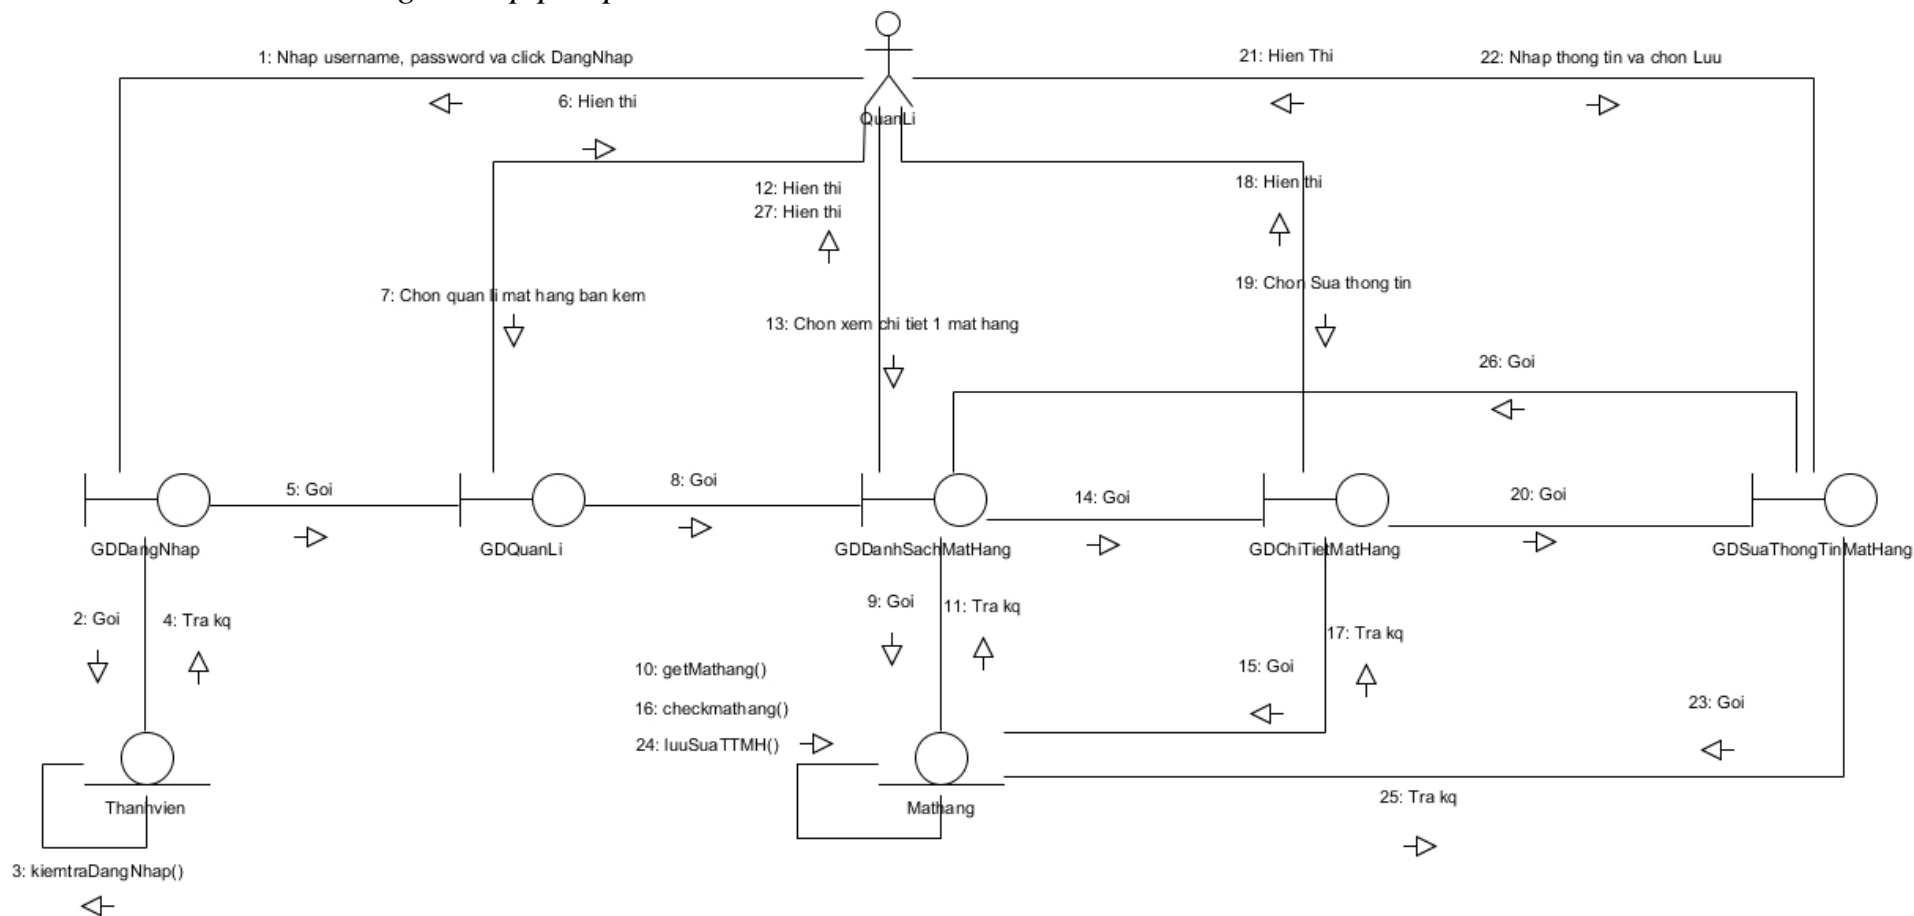 1: Nhap username, password va click DangNhap
21: Hien Thi
22: Nhap thong tin va chon Luu
6: Hien thi
QuanLi
12: Hien thi
27: Hien thi
18: Hien thi
7: Chon quan li mat hang ban kem
19: Chon Sua thong tin
13: Chon xem chi tiet 1 mat hang
26: Goi
5: Goi
8: Goi
14: Goi
20: Goi
GDDangNhap
GDQuanLi
GDDanhSachMatHang
GDChiTietMatHang
GDSuaThongTinMatHang
2: Goi
4: Tra kq
9: Goi
11: Tra kq
17: Tra kq
10: getMathang()
15: Goi
16: checkmathang()
23: Goi
24: luuSuaTTMH()
Thanhvien
Mathang
25: Tra kq
3: kiemtraDangNhap()